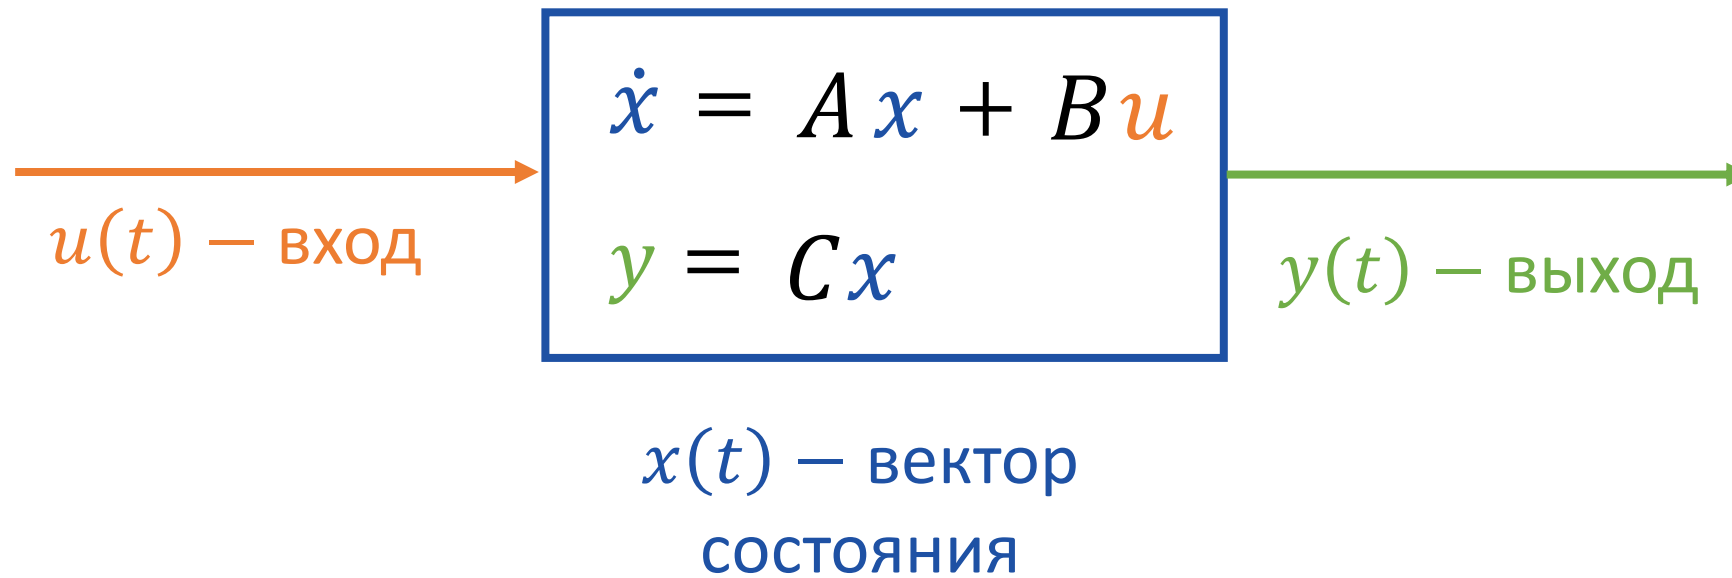 ẋ = Ax + Bu
u(t) – вход
y = Cx
y(t) – выход
x(t) – вектор
состояния